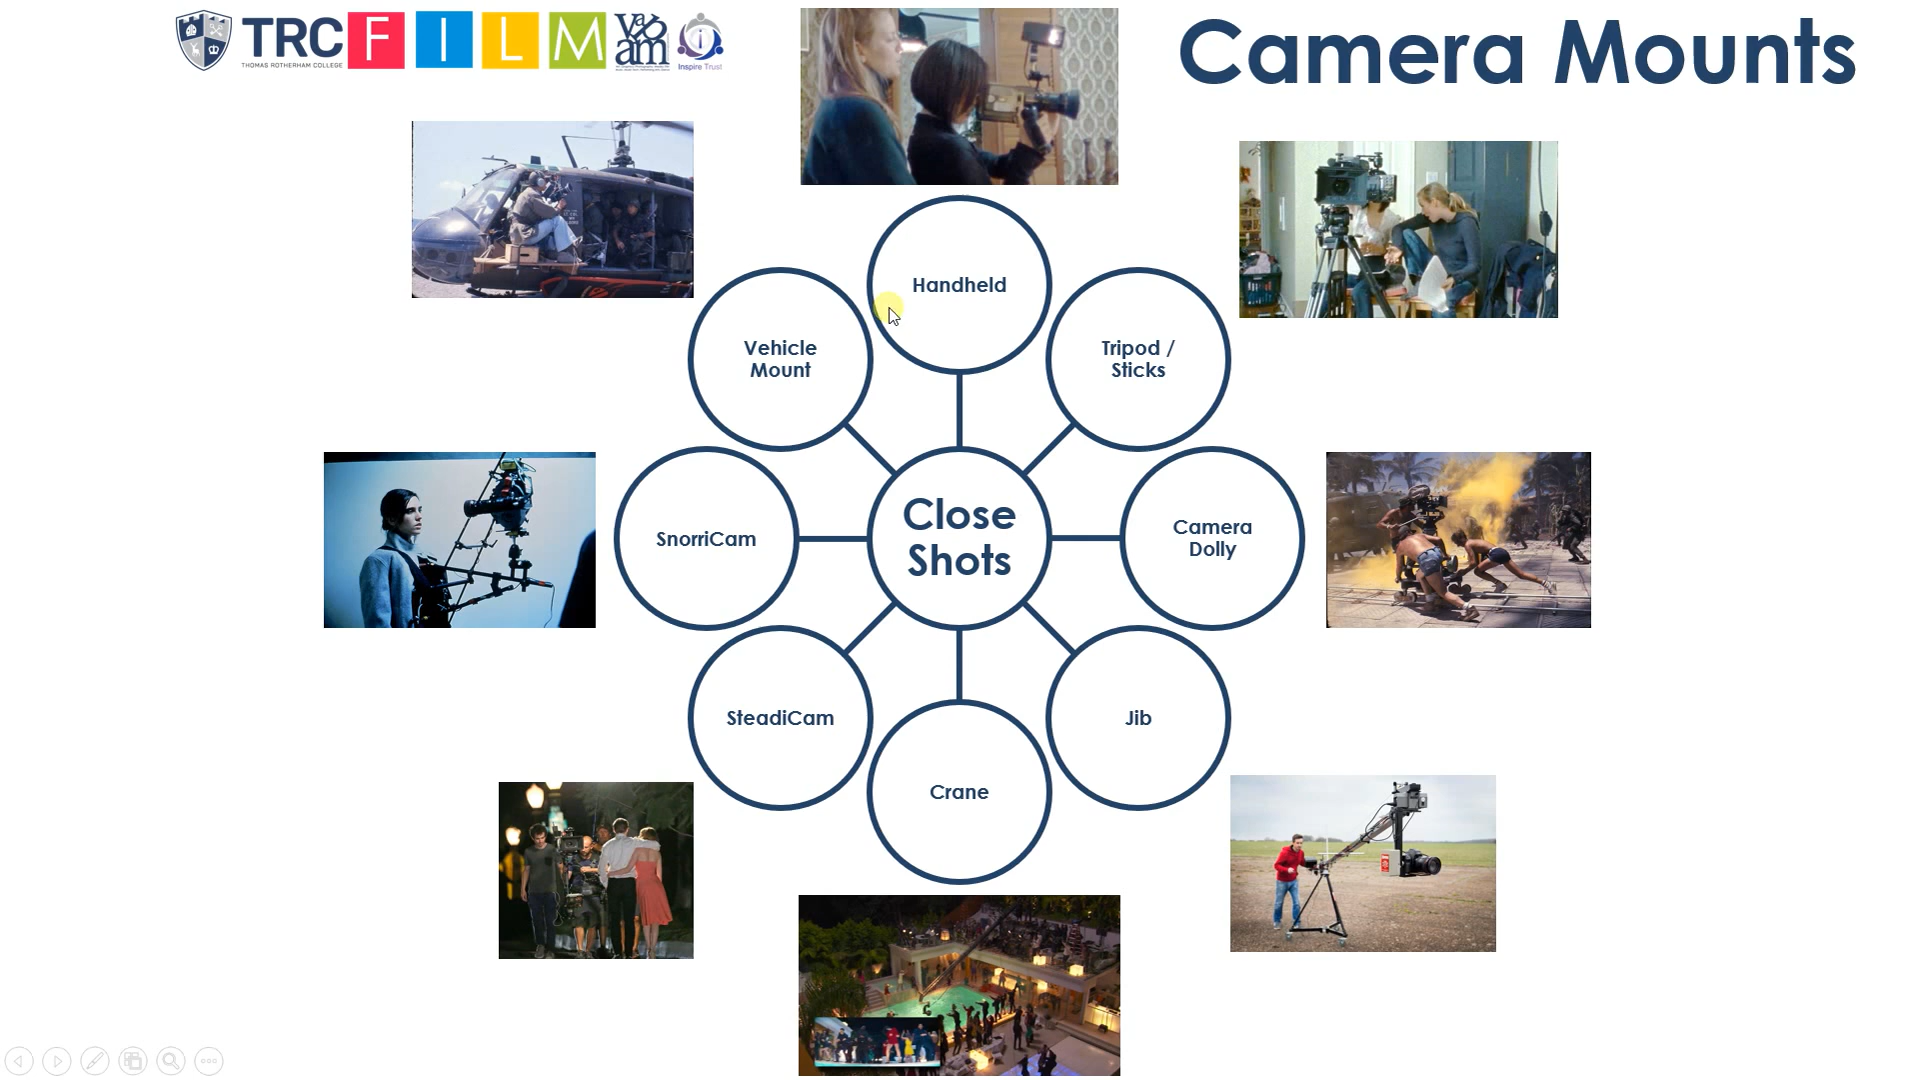 TRC
THOMAS ROTHERHAM COLLEGE
FILM
Inspire Trust
Camera Mounts
Handheld
Vehicle
Mount
Tripod /
Sticks
SnorriCam
Close
Shots
Camera
Dolly
SteadiCam
Jib
Crane